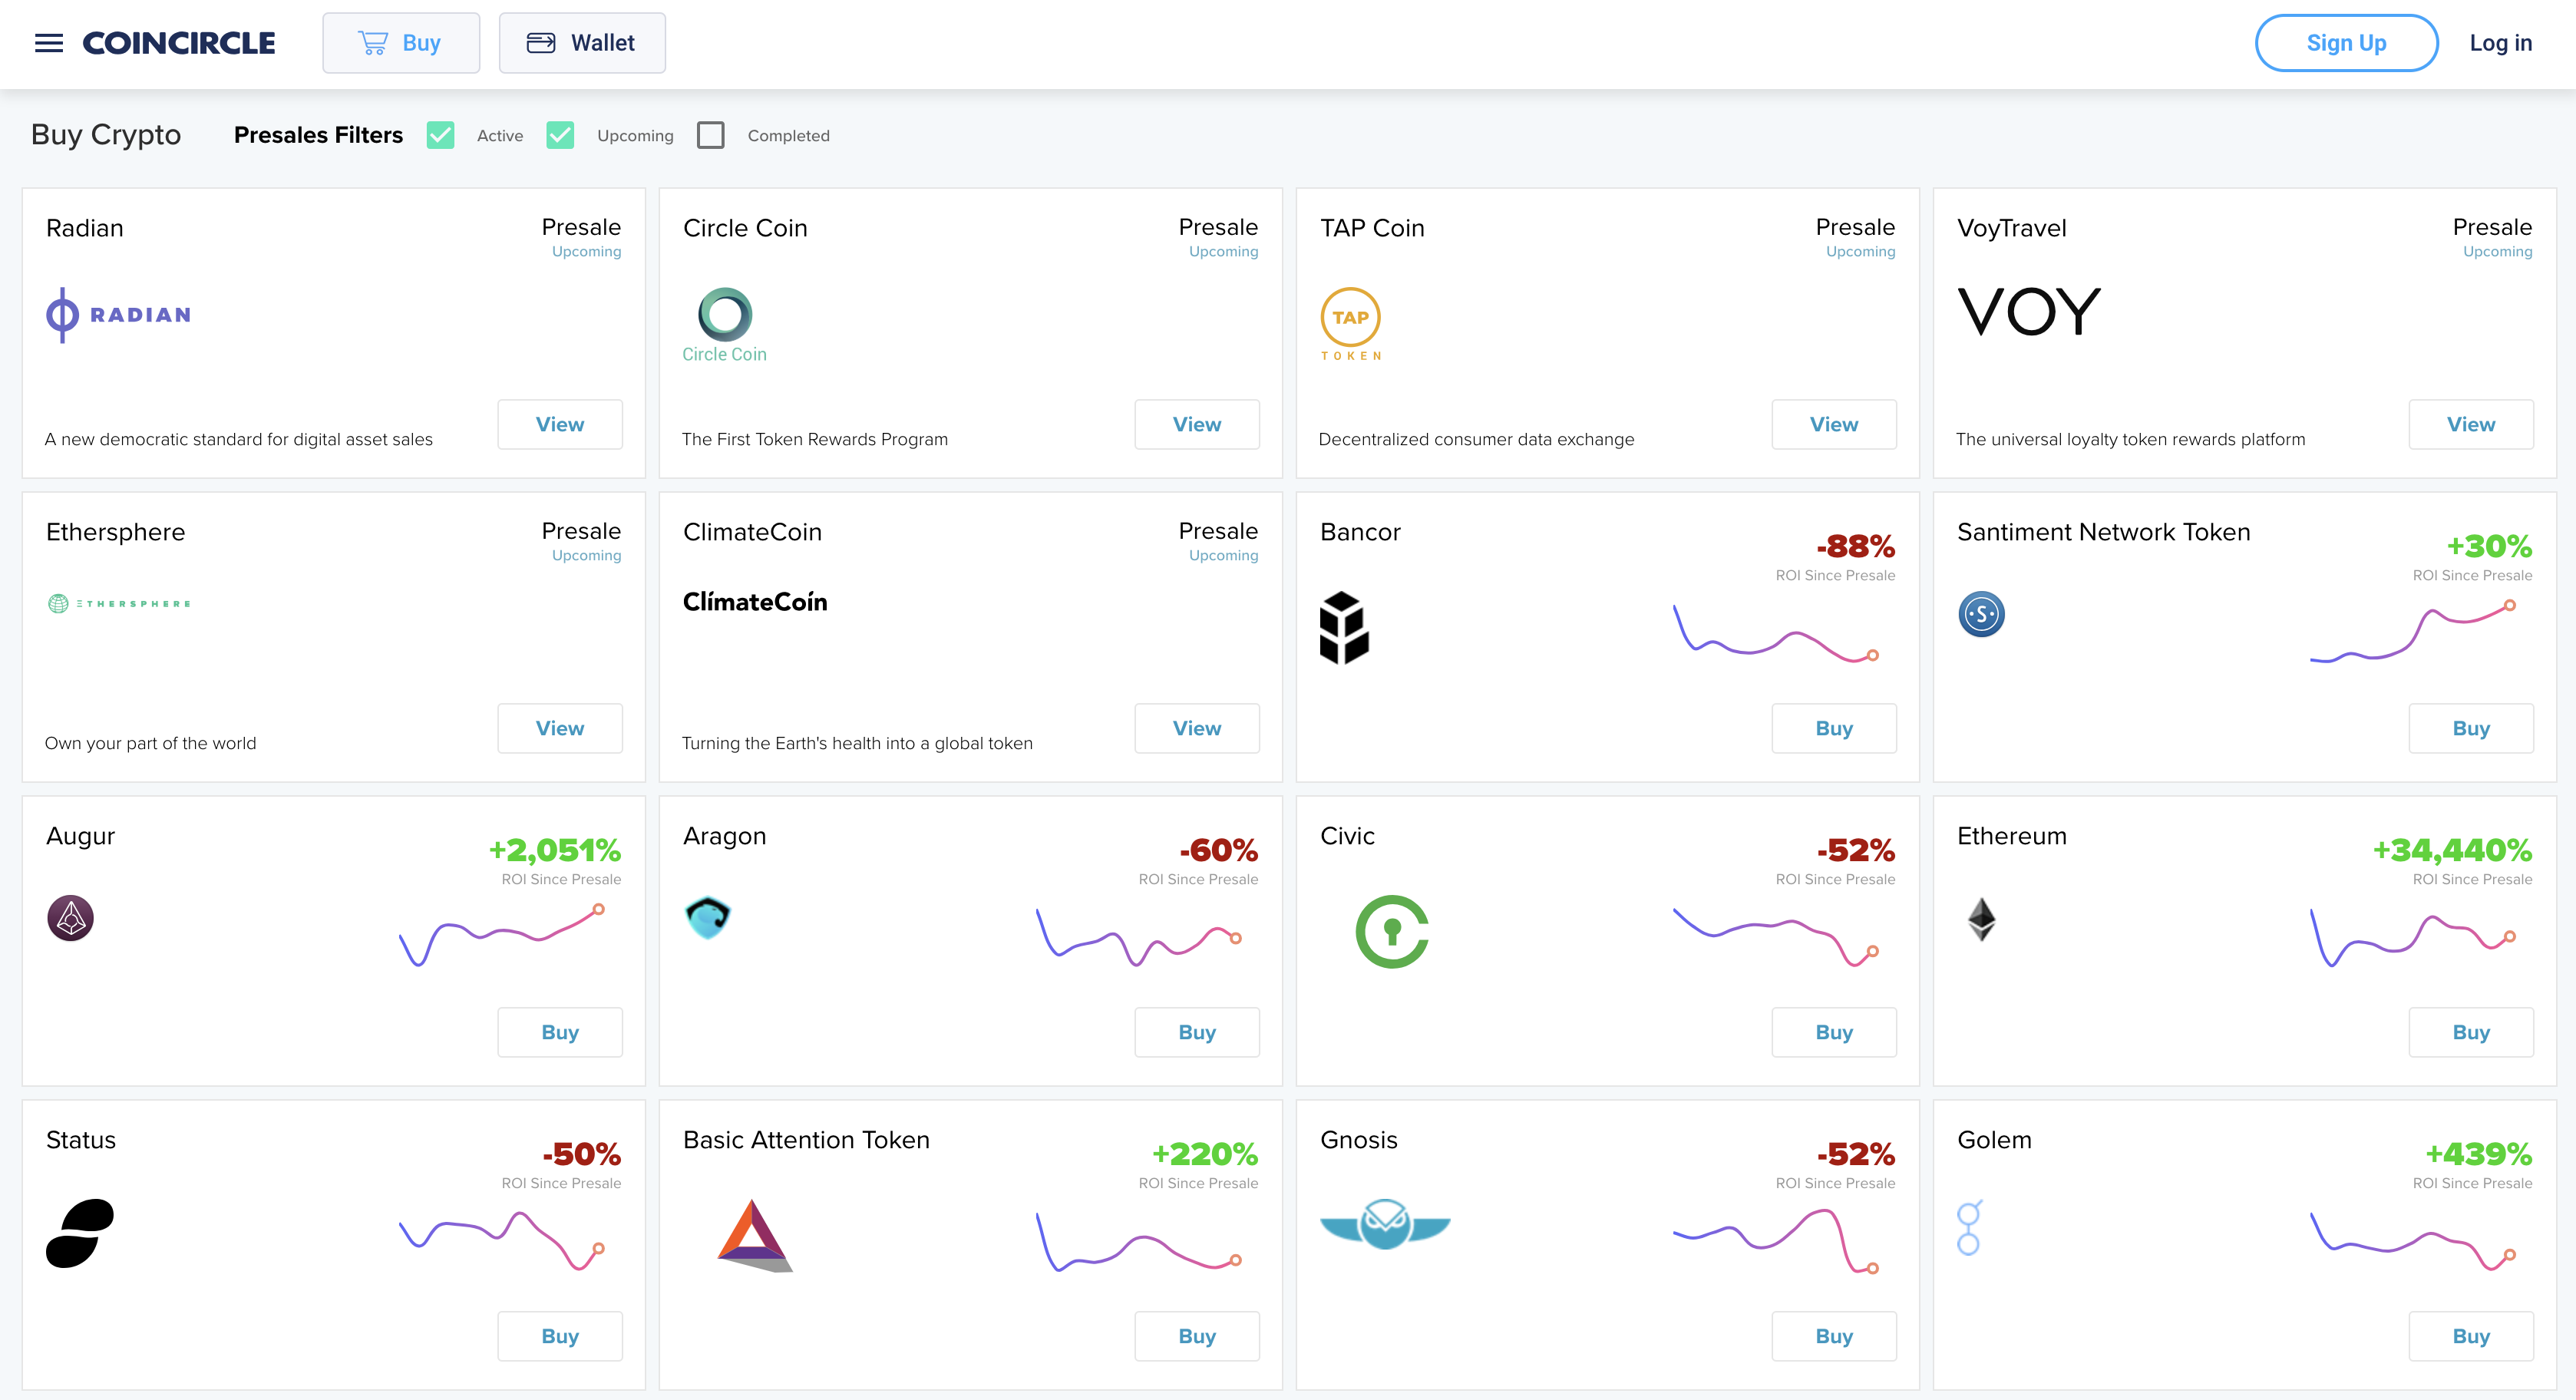 COINCIRCLE
Buy
Wallet
Sign Up
Log in
Buy Crypto
Presales Filters
Active
Upcoming
Completed
Radian
Presale
Upcoming
RADIAN
A new democratic standard for digital asset sales
View
Circle Coin
Presale
Upcoming
Circle Coin
The First Token Rewards Program
View
TAP Coin
Presale
Upcoming
TAP
TOKEN
Decentralized consumer data exchange
View
VoyTravel
Presale
Upcoming
VOY
The universal loyalty token rewards platform
View
Ethersphere
Presale
Upcoming
ETHERSPHERE
Own your part of the world
View
ClimateCoin
Presale
Upcoming
ClímateCoín
Turning the Earth's health into a global token
View
Bancor
-88%
ROI Since Presale
Buy
Santiment Network Token
+30%
ROI Since Presale
·S·
Buy
Augur
+2,051%
ROI Since Presale
Buy
Aragon
-60%
ROI Since Presale
Buy
Civic
-52%
ROI Since Presale
Buy
Ethereum
+34,440%
ROI Since Presale
Buy
Status
-50%
ROI Since Presale
Buy
Basic Attention Token
+220%
ROI Since Presale
Buy
Gnosis
-52%
ROI Since Presale
Buy
Golem
+439%
ROI Since Presale
Buy